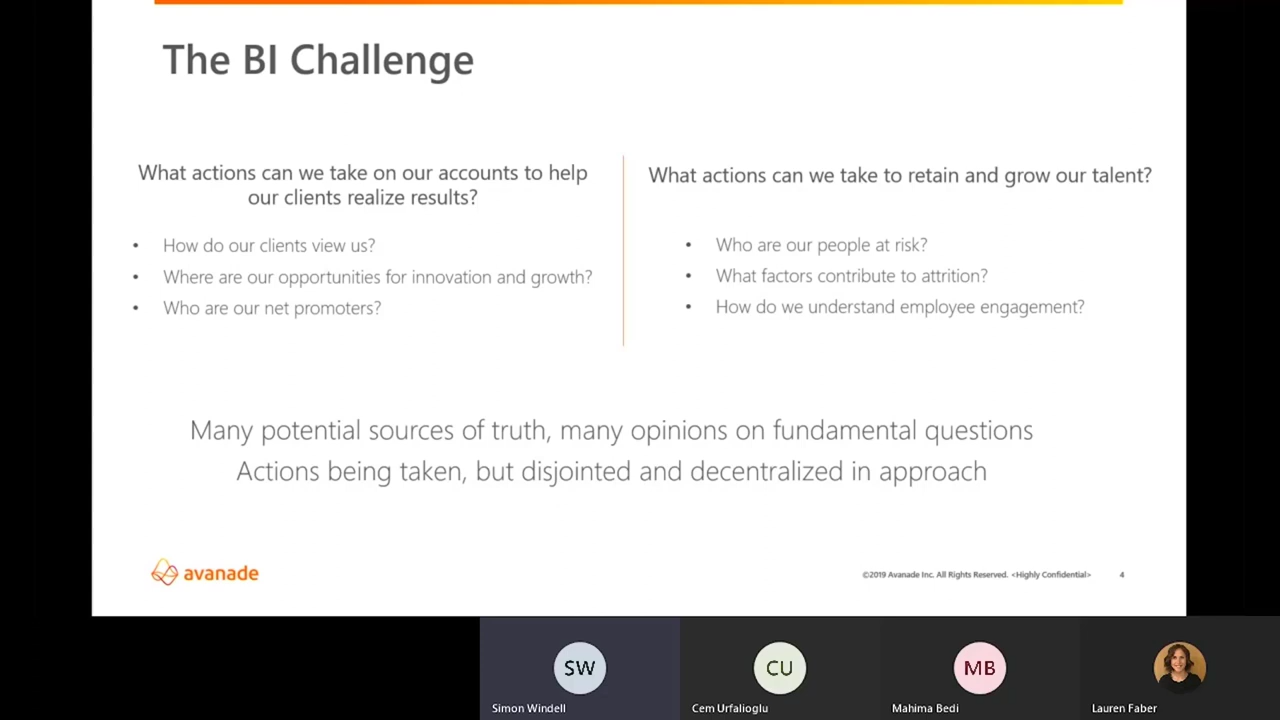 The BI Challenge
What actions can we take on our accounts to help
our clients realize results?
• How do our clients view us?
• Where are our opportunities for innovation and growth?
• Who are our net promoters?
What actions can we take to retain and grow our talent?
• Who are our people at risk?
• What factors contribute to attrition?
• How do we understand employee engagement?
Many potential sources of truth, many opinions on fundamental questions
Actions being taken, but disjointed and decentralized in approach
avanade
©2019 Avanade Inc. All Rights Reserved. <Highly Confidential> 4
SW
CU
MB
Simon Windell
Cem Urfalioglu
Mahima Bedi
Lauren Faber